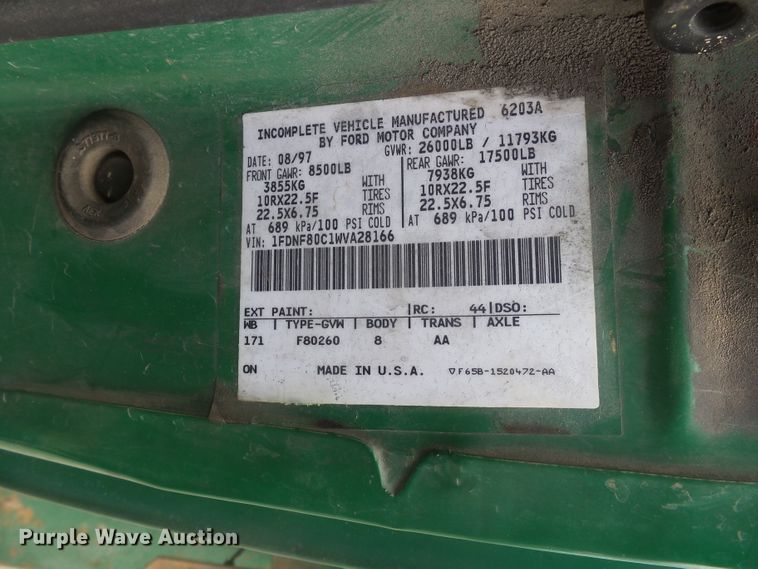 INCOMPLETE VEHICLE MANUFACTURED 6203A
BY FORD MOTOR COMPANY
DATE: 08/97 GVWR: 26000LB / 11793KG
FRONT GAWR: 8500LB REAR GAWR: 17500LB
3855KG WITH 7938KG WITH
10RX22.5F TIRES 10RX22.5F TIRES
22.5X6.75 RIMS 22.5X6.75 RIMS
AT 689 kPa/100 PSI COLD AT 689 kPa/100 PSI COLD
VIN: 1FDNF80C1WVA28166
EXT PAINT: RC: 44 DSO:
WB TYPE-GVW BODY TRANS AXLE
171 F80260 8 AA
ON MADE IN U.S.A. ▽F65B-1520472-AA
Purple Wave Auction